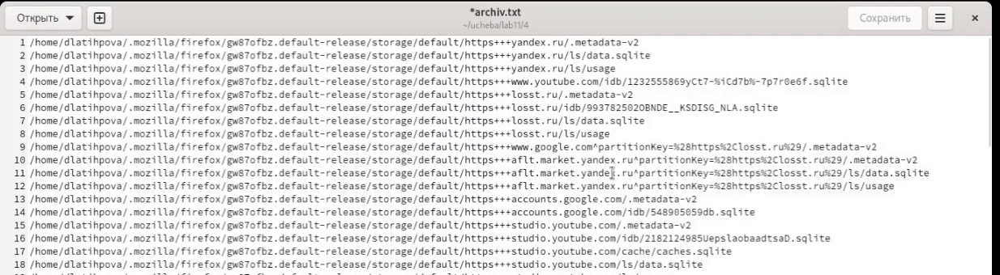 Открыть
*archiv.txt
~/ucheba/lab11/4
Сохранить
1 /home/dlatihpova/.mozilla/firefox/gw87ofbz.default-release/storage/default/https+++yandex.ru/.metadata-v2
2 /home/dlatihpova/.mozilla/firefox/gw87ofbz.default-release/storage/default/https+++yandex.ru/ls/data.sqlite
3 /home/dlatihpova/.mozilla/firefox/gw87ofbz.default-release/storage/default/https+++yandex.ru/ls/usage
4 /home/dlatihpova/.mozilla/firefox/gw87ofbz.default-release/storage/default/https+++www.youtube.com/idb/1232555869yCt7-%iCd7b%-7p7r0e6f.sqlite
5 /home/dlatihpova/.mozilla/firefox/gw87ofbz.default-release/storage/default/https+++losst.ru/.metadata-v2
6 /home/dlatihpova/.mozilla/firefox/gw87ofbz.default-release/storage/default/https+++losst.ru/idb/993782502OBNDE__KSDISG_NLA.sqlite
7 /home/dlatihpova/.mozilla/firefox/gw87ofbz.default-release/storage/default/https+++losst.ru/ls/data.sqlite
8 /home/dlatihpova/.mozilla/firefox/gw87ofbz.default-release/storage/default/https+++losst.ru/ls/usage
9 /home/dlatihpova/.mozilla/firefox/gw87ofbz.default-release/storage/default/https+++www.google.com^partitionKey=%28https%2Closst.ru%29/.metadata-v2
10 /home/dlatihpova/.mozilla/firefox/gw87ofbz.default-release/storage/default/https+++aflt.market.yandex.ru^partitionKey=%28https%2Closst.ru%29/.metadata-v2
11 /home/dlatihpova/.mozilla/firefox/gw87ofbz.default-release/storage/default/https+++aflt.market.yandex.ru^partitionKey=%28https%2Closst.ru%29/ls/data.sqlite
12 /home/dlatihpova/.mozilla/firefox/gw87ofbz.default-release/storage/default/https+++aflt.market.yandex.ru^partitionKey=%28https%2Closst.ru%29/ls/usage
13 /home/dlatihpova/.mozilla/firefox/gw87ofbz.default-release/storage/default/https+++accounts.google.com/.metadata-v2
14 /home/dlatihpova/.mozilla/firefox/gw87ofbz.default-release/storage/default/https+++accounts.google.com/idb/548905059db.sqlite
15 /home/dlatihpova/.mozilla/firefox/gw87ofbz.default-release/storage/default/https+++studio.youtube.com/.metadata-v2
16 /home/dlatihpova/.mozilla/firefox/gw87ofbz.default-release/storage/default/https+++studio.youtube.com/idb/2182124985UepslaobaadtsaD.sqlite
17 /home/dlatihpova/.mozilla/firefox/gw87ofbz.default-release/storage/default/https+++studio.youtube.com/cache/caches.sqlite
18 /home/dlatihpova/.mozilla/firefox/gw87ofbz.default-release/storage/default/https+++studio.youtube.com/ls/data.sqlite